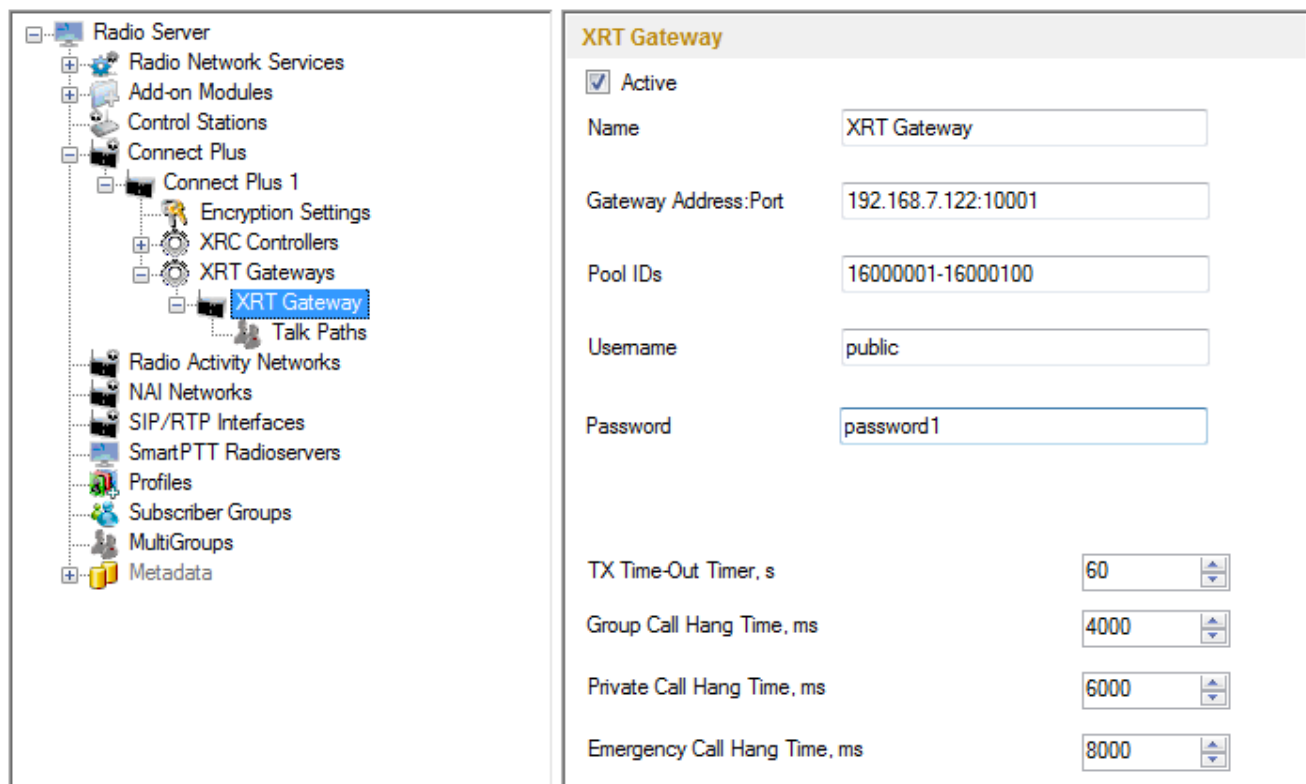 Radio Server
Radio Network Services
Add-on Modules
Control Stations
Connect Plus
Connect Plus 1
Encryption Settings
XRC Controllers
XRT Gateways
XRT Gateway
Talk Paths
Radio Activity Networks
NAI Networks
SIP/RTP Interfaces
SmartPTT Radioservers
Profiles
Subscriber Groups
MultiGroups
Metadata
XRT Gateway
Active
Name XRT Gateway
Gateway Address:Port 192.168.7.122:10001
Pool IDs 16000001-16000100
Username public
Password password1
TX Time-Out Timer, s 60
Group Call Hang Time, ms 4000
Private Call Hang Time, ms 6000
Emergency Call Hang Time, ms 8000